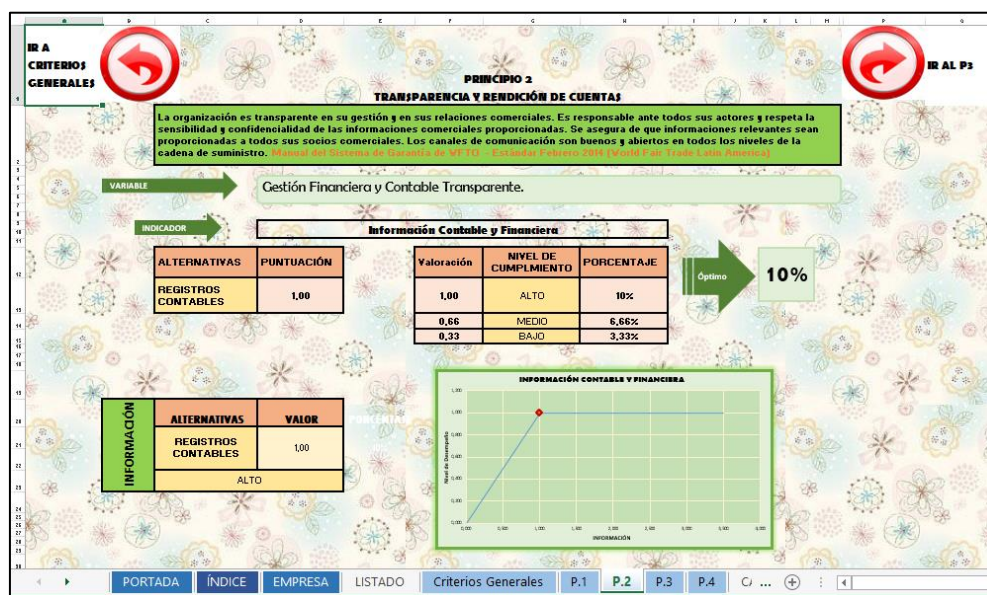 IR A
CRITERIOS
GENERALES
IR AL P3
PRINCIPIO 2
TRANSPARENCIA Y RENDICIÓN DE CUENTAS
La organización es transparente en su gestión y en sus relaciones comerciales. Es responsable ante todos sus actores y respeta la
sensibilidad y confidencialidad de las informaciones comerciales proporcionadas. Se asegura de que informaciones relevantes sean
proporcionadas a todos sus socios comerciales. Los canales de comunicación son buenos y abiertos en todos los niveles de la
cadena de suministro. Manual del Sistema de Garantía de WFTO - Estándar Febrero 2014 (World Fair Trade Latin America)
VARIABLE
Gestión Financiera y Contable Transparente.
INDICADOR
Información Contable y Financiera
ALTERNATIVAS PUNTUACIÓN
REGISTROS
CONTABLES
1,00
Valoración NIVEL DE
CUMPLMIENTO PORCENTAJE
1,00 ALTO 10%
0,66 MEDIO 6,66%
0,33 BAJO 3,33%
Óptimo
10%
INFORMACIÓN
ALTERNATIVAS VALOR
REGISTROS
CONTABLES
1,00
ALTO
INFORMACIÓN CONTABLE Y FINANCIERA
Nivel de Desempeño
INFORMACIÓN
PORTADA ÍNDICE EMPRESA LISTADO Criterios Generales P.1 P.2 P.3 P.4